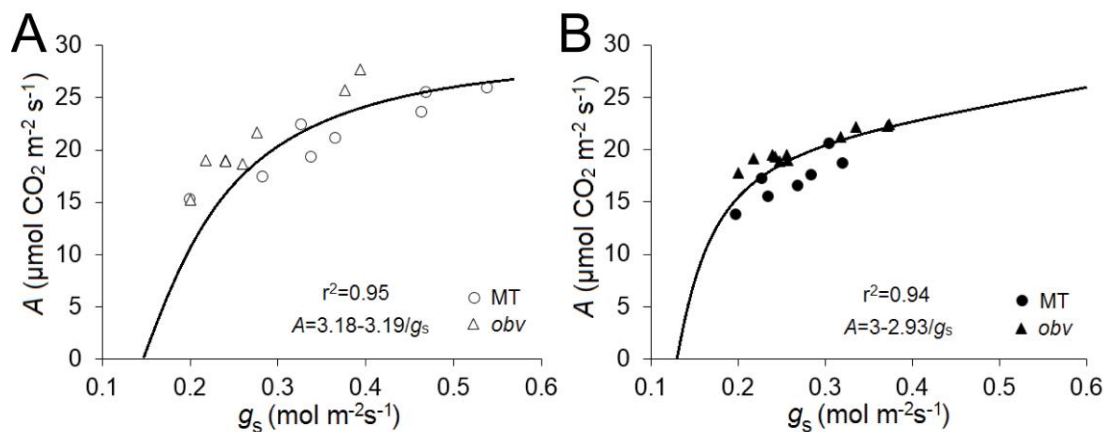 A
30
25
20
15
10
5
0
A (μmol CO₂ m⁻² s⁻¹)
r²=0.95
A=3.18-3.19/gₛ
MT
obv
0.1 0.2 0.3 0.4 0.5 0.6
gₛ (mol m⁻²s⁻¹)
B
30
25
20
15
10
5
0
A (μmol CO₂ m⁻² s⁻¹)
r²=0.94
A=3-2.93/gₛ
MT
obv
0.1 0.2 0.3 0.4 0.5 0.6
gₛ (mol m⁻²s⁻¹)